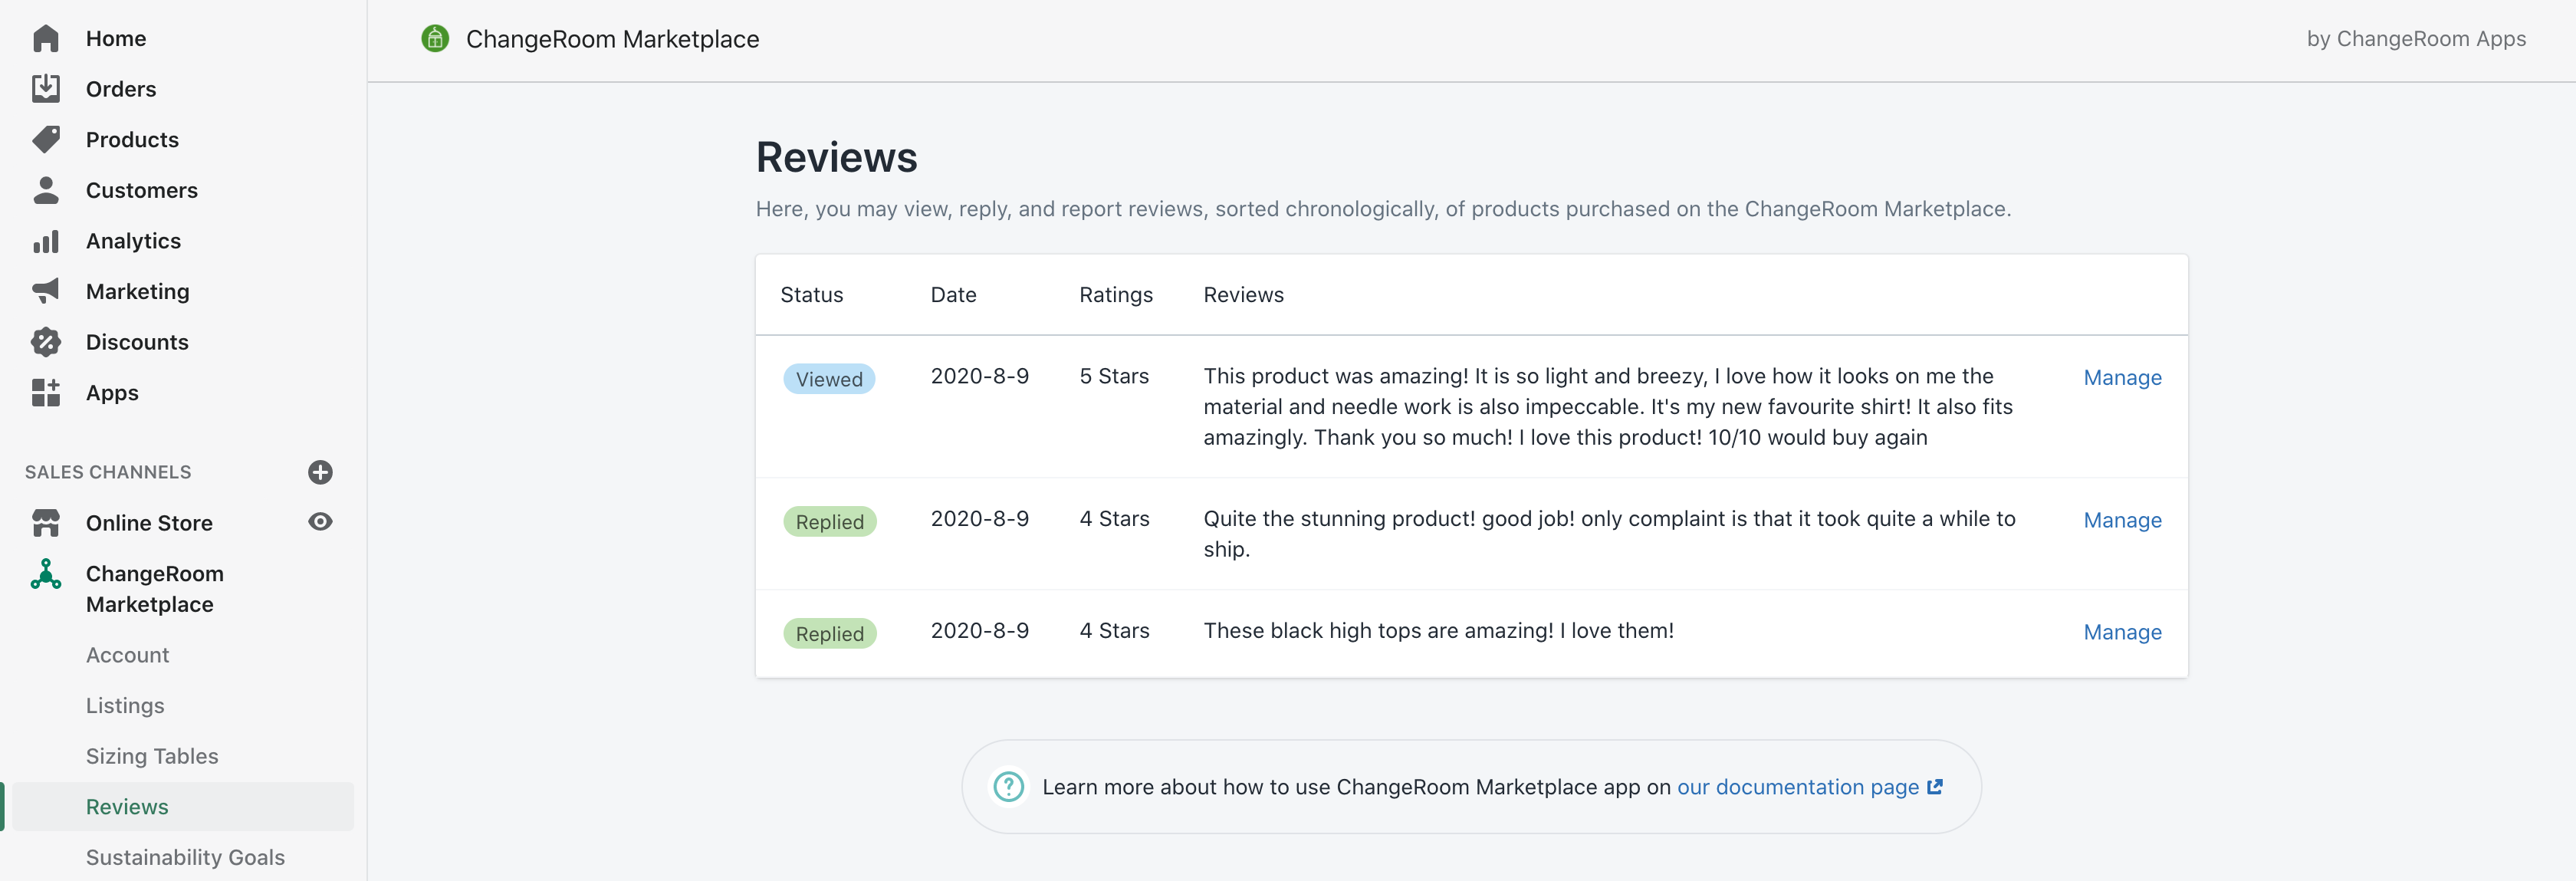 Home
Orders
Products
Customers
Analytics
Marketing
Discounts
Apps
SALES CHANNELS
Online Store
ChangeRoom
Marketplace
Account
Listings
Sizing Tables
Reviews
Sustainability Goals
ChangeRoom Marketplace
by ChangeRoom Apps
Reviews
Here, you may view, reply, and report reviews, sorted chronologically, of products purchased on the ChangeRoom Marketplace.
Status Date Ratings Reviews
Viewed 2020-8-9 5 Stars This product was amazing! It is so light and breezy, I love how it looks on me the Manage
material and needle work is also impeccable. It's my new favourite shirt! It also fits
amazingly. Thank you so much! I love this product! 10/10 would buy again
Replied 2020-8-9 4 Stars Quite the stunning product! good job! only complaint is that it took quite a while to Manage
ship.
Replied 2020-8-9 4 Stars These black high tops are amazing! I love them! Manage
Learn more about how to use ChangeRoom Marketplace app on our documentation page